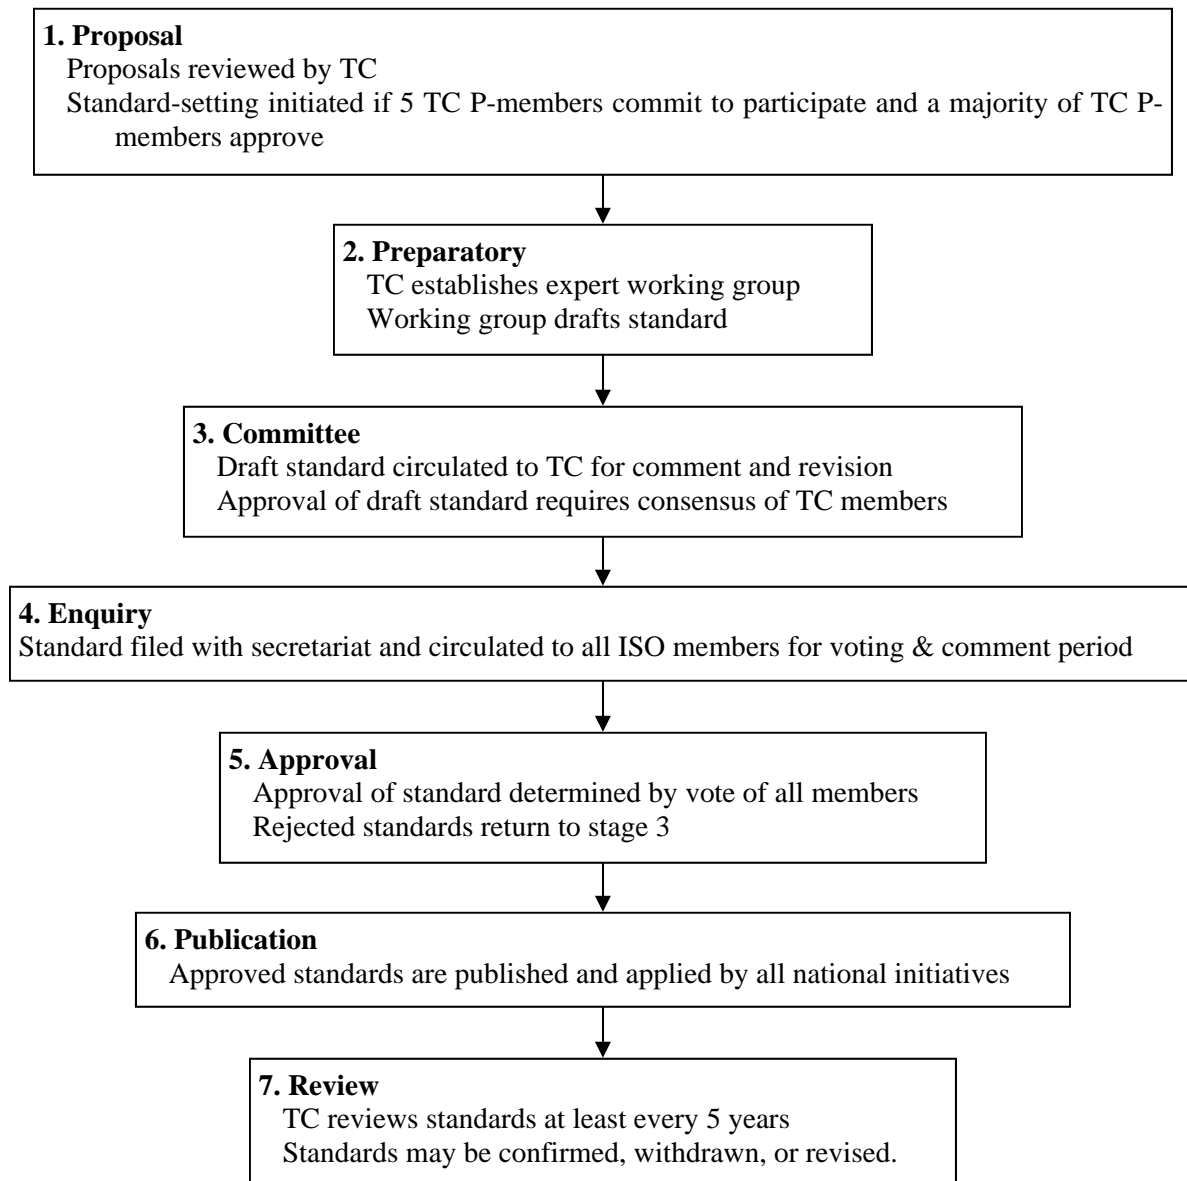 1. Proposal
Proposals reviewed by TC
Standard-setting initiated if 5 TC P-members commit to participate and a majority of TC P-
members approve
2. Preparatory
TC establishes expert working group
Working group drafts standard
3. Committee
Draft standard circulated to TC for comment and revision
Approval of draft standard requires consensus of TC members
4. Enquiry
Standard filed with secretariat and circulated to all ISO members for voting & comment period
5. Approval
Approval of standard determined by vote of all members
Rejected standards return to stage 3
6. Publication
Approved standards are published and applied by all national initiatives
7. Review
TC reviews standards at least every 5 years
Standards may be confirmed, withdrawn, or revised.